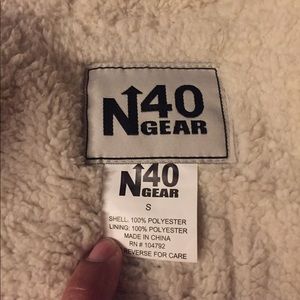 N40
GEAR
N40
GEAR
S
SHELL: 100% POLYESTER
LINING: 100% POLYESTER
MADE IN CHINA
RN # 104792
REVERSE FOR CARE